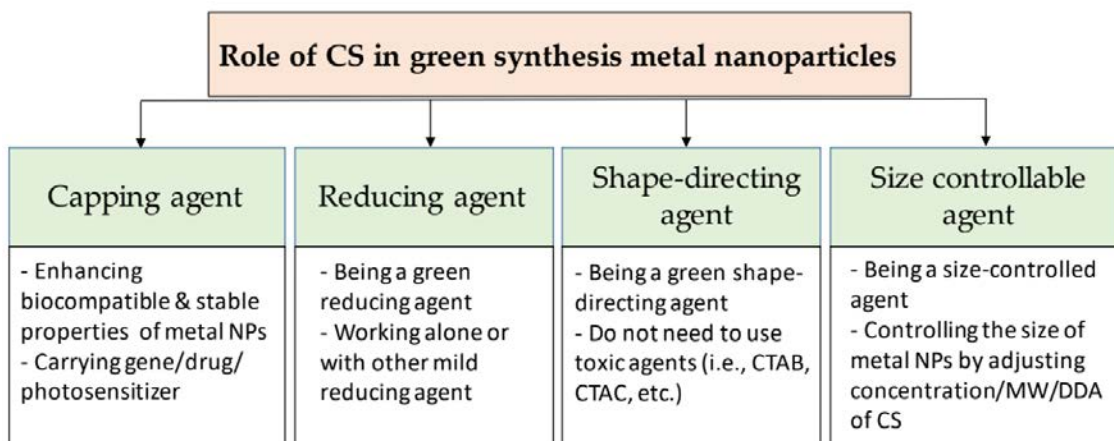 Role of CS in green synthesis metal nanoparticles
Capping agent
- Enhancing
biocompatible & stable
properties of metal NPs
- Carrying gene/drug/
photosensitizer
Reducing agent
- Being a green
reducing agent
- Working alone or
with other mild
reducing agent
Shape-directing
agent
- Being a green shape-
directing agent
- Do not need to use
toxic agents (i.e., CTAB,
CTAC, etc.)
Size controllable
agent
- Being a size-controlled
agent
- Controlling the size of
metal NPs by adjusting
concentration/MW/DDA
of CS